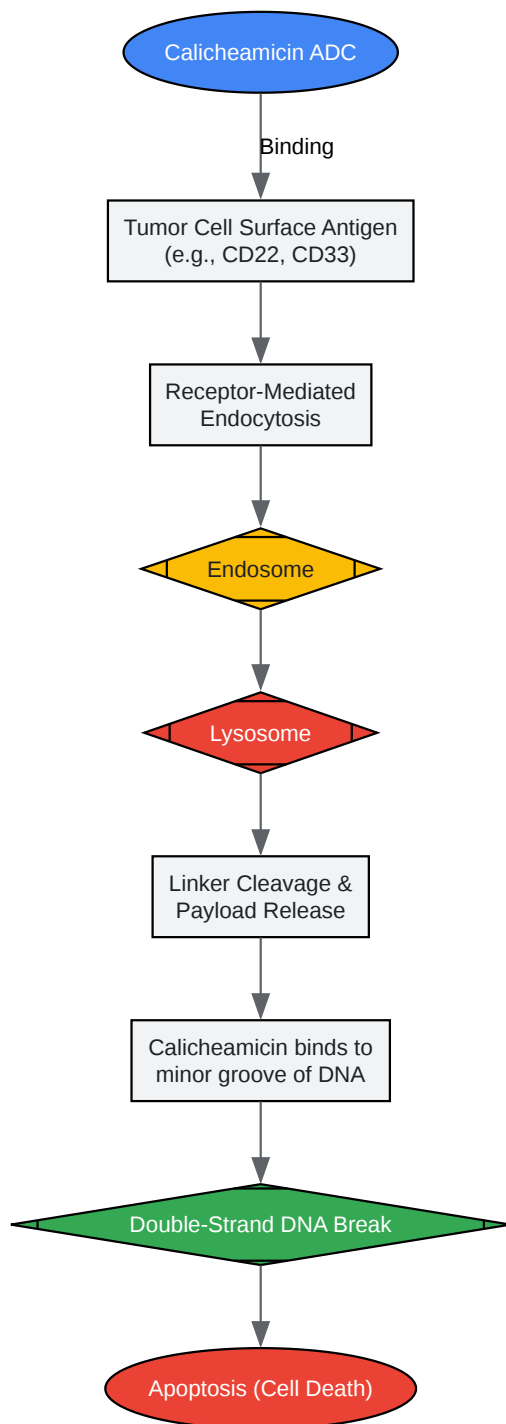 Calicheamicin ADC
Binding
Tumor Cell Surface Antigen
(e.g., CD22, CD33)
Receptor-Mediated
Endocytosis
Endosome
Lysosome
Linker Cleavage &
Payload Release
Calicheamicin binds to
minor groove of DNA
Double-Strand DNA Break
Apoptosis (Cell Death)